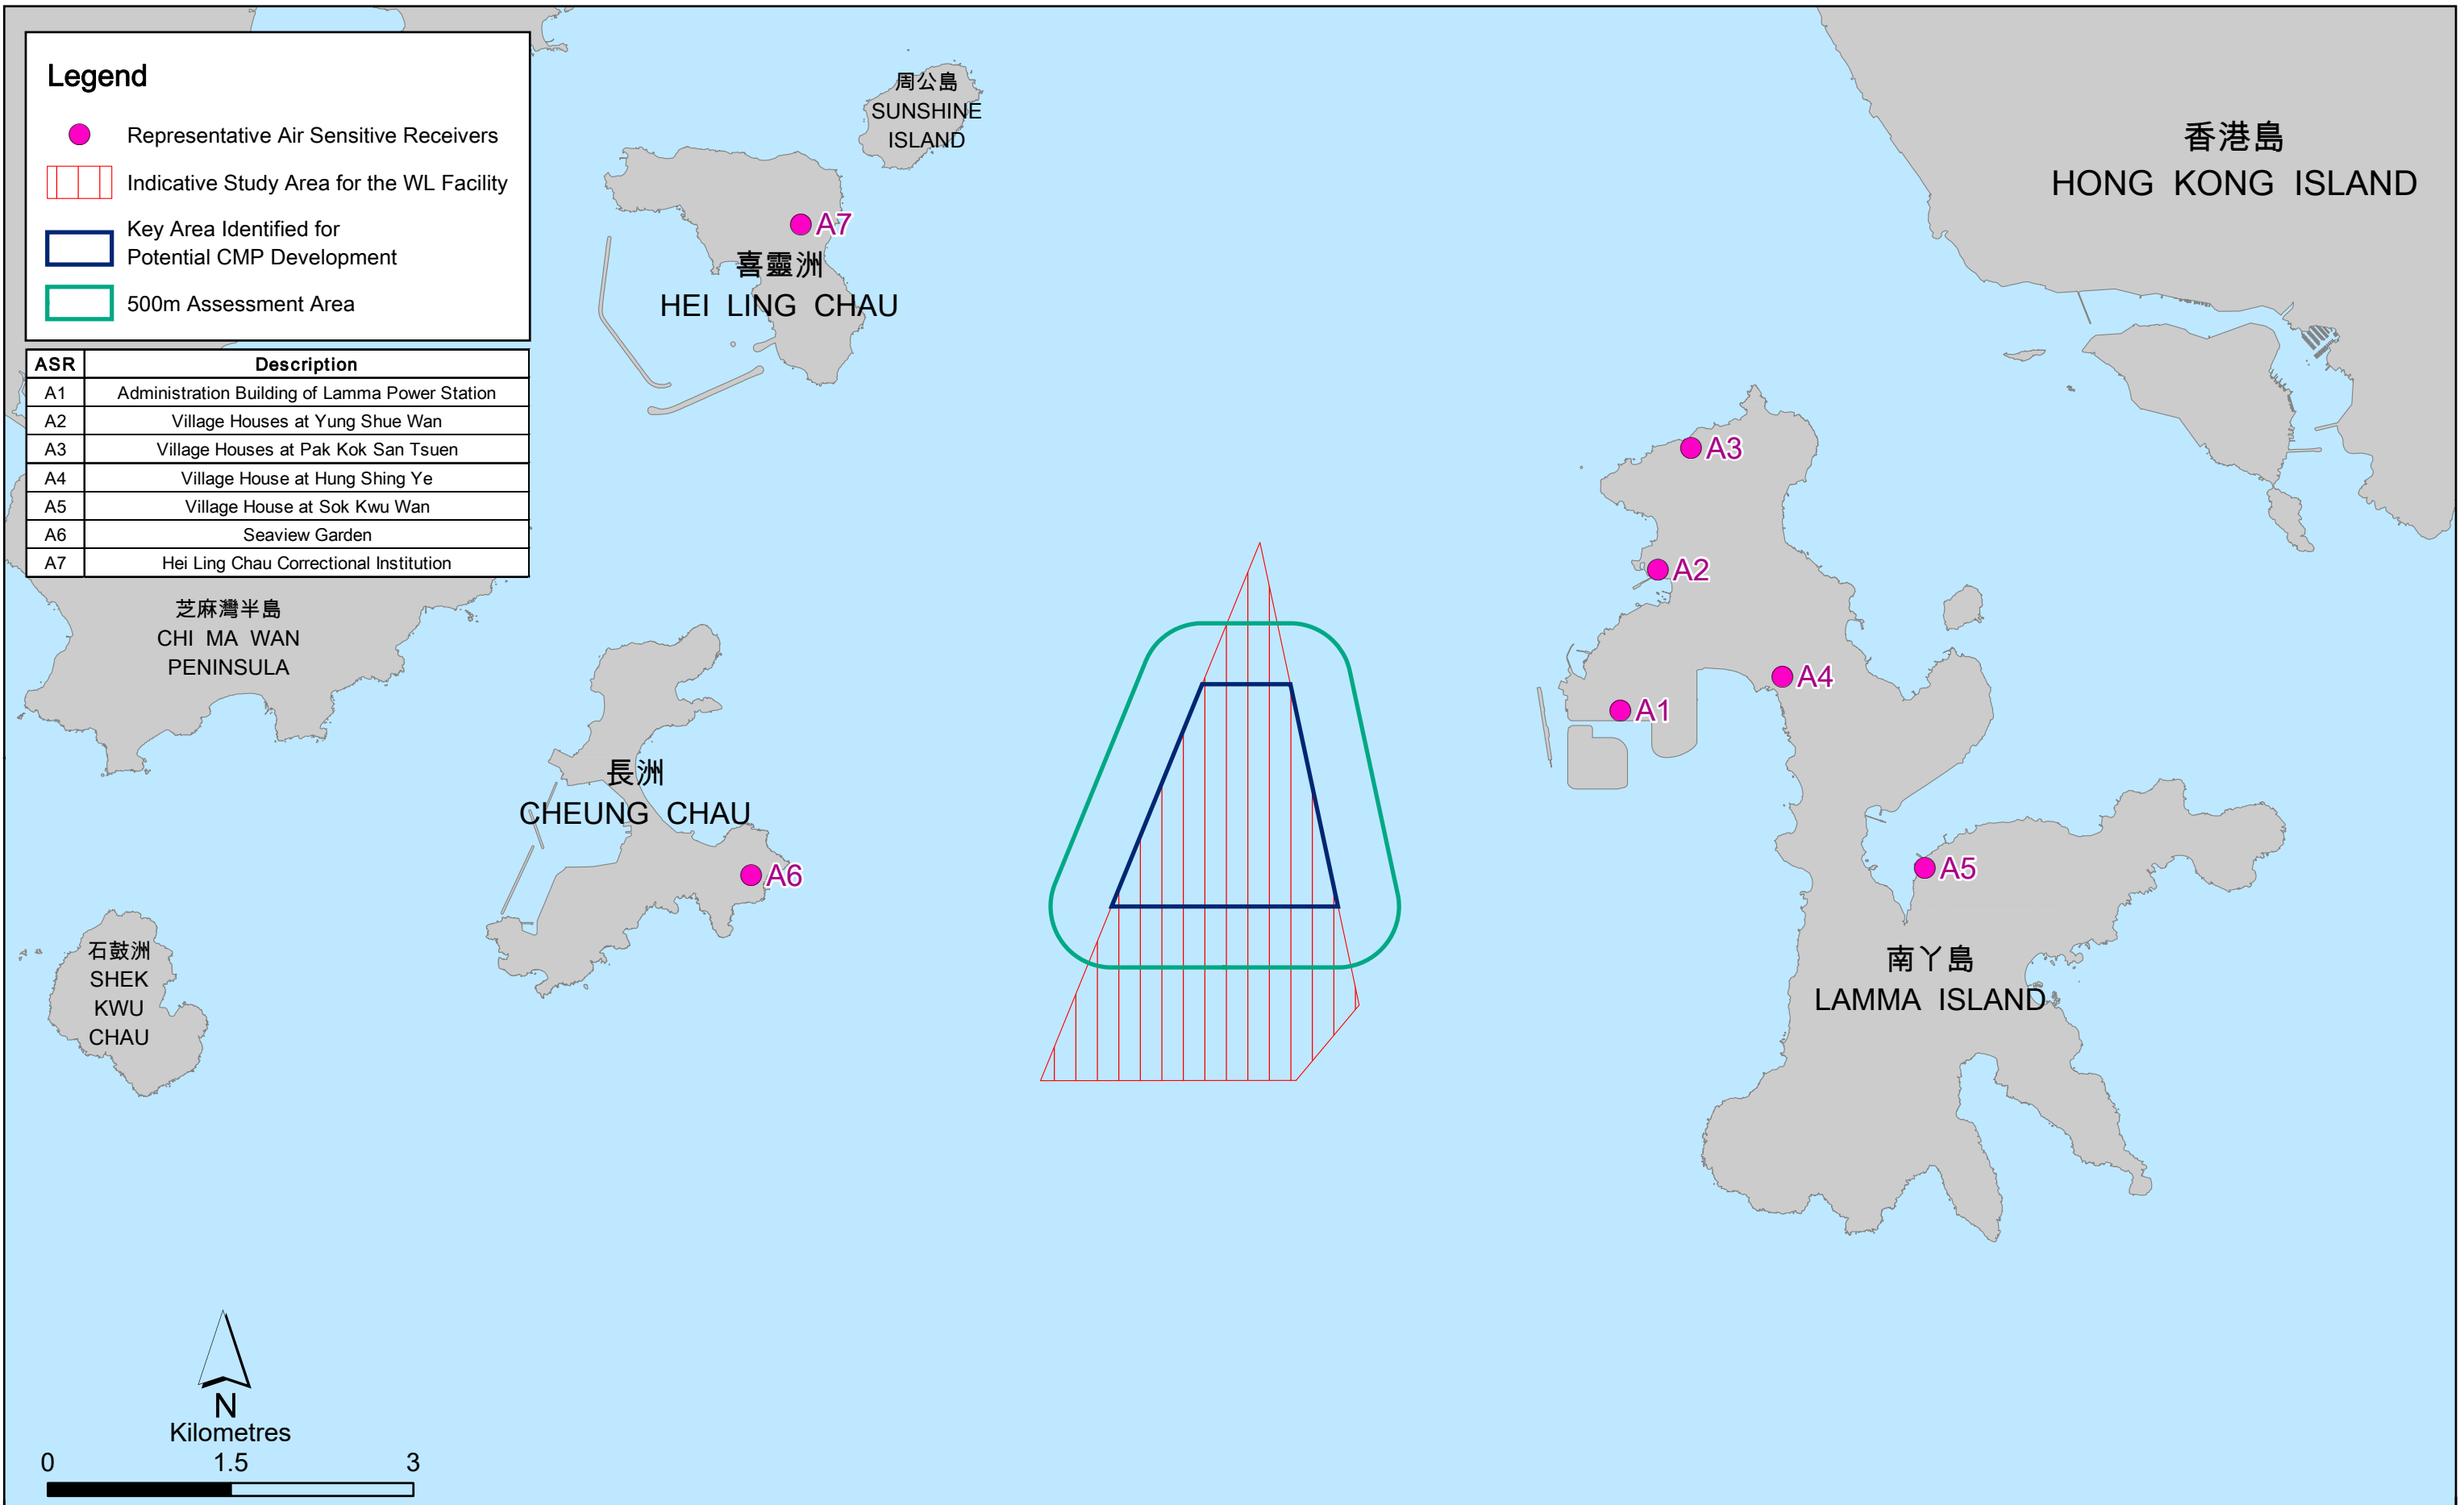 Legend
Representative Air Sensitive Receivers
Indicative Study Area for the WL Facility
Key Area Identified for
Potential CMP Development
500m Assessment Area
ASR Description
A1 Administration Building of Lamma Power Station
A2 Village Houses at Yung Shue Wan
A3 Village Houses at Pak Kok San Tsuen
A4 Village House at Hung Shing Ye
A5 Village House at Sok Kwu Wan
A6 Seaview Garden
A7 Hei Ling Chau Correctional Institution
周公島
SUNSHINE
ISLAND
香港島
HONG KONG ISLAND
A7
喜靈洲
HEI LING CHAU
A3
A2
芝麻灣半島
CHI MA WAN
PENINSULA
A4
A1
長洲
CHEUNG CHAU
A6
A5
石鼓洲
SHEK
KWU
CHAU
南丫島
LAMMA ISLAND
N
Kilometres
0 1.5 3